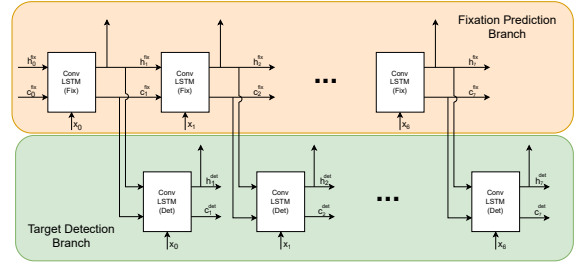 Fixation Prediction
Branch
h₀^fix
c₀^fix
Conv
LSTM
(Fix)
x₀
h₁^fix
c₁^fix
Conv
LSTM
(Fix)
x₁
h₂^fix
c₂^fix
...
Conv
LSTM
(Fix)
x₆
h₇^fix
c₇^fix
Target Detection
Branch
Conv
LSTM
(Det)
x₀
h₁^det
c₁^det
Conv
LSTM
(Det)
x₁
h₂^det
c₂^det
...
Conv
LSTM
(Det)
x₆
h₇^det
c₇^det